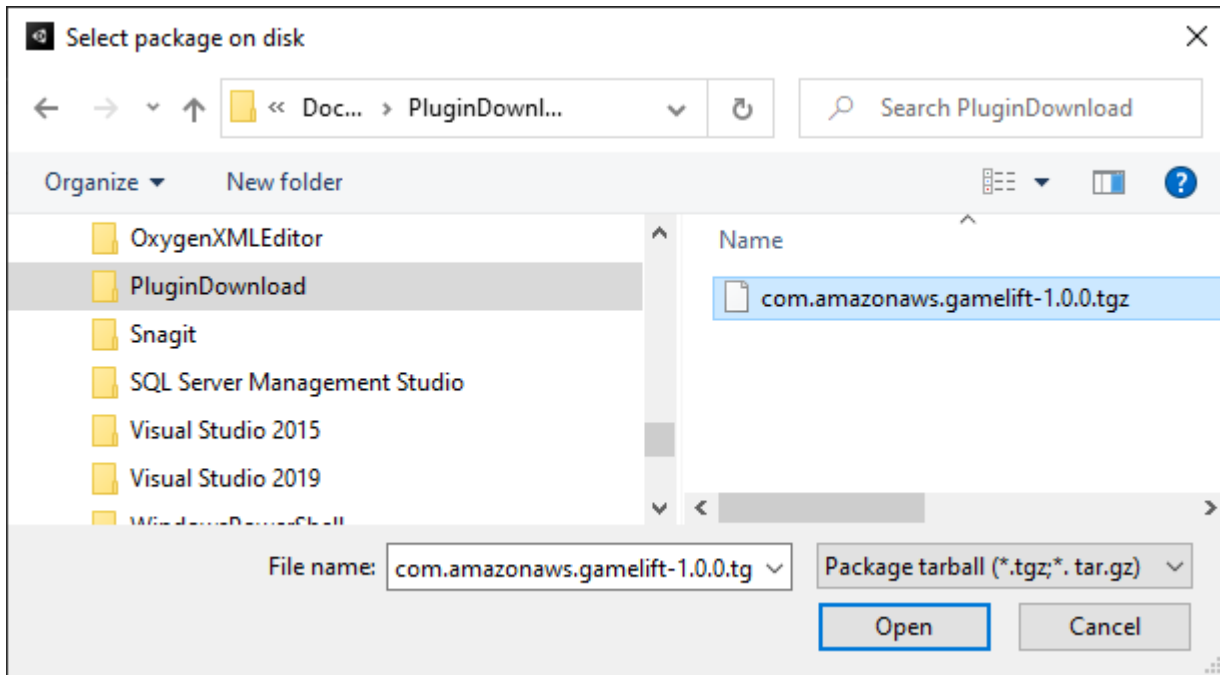 Select package on disk
« Doc... › PluginDownl...
Search PluginDownload
Organize
New folder
?
OxygenXMLEditor
PluginDownload
Snagit
SQL Server Management Studio
Visual Studio 2015
Visual Studio 2019
WindowsPowerShell
Name
com.amazonaws.gamelift-1.0.0.tgz
File name:
com.amazonaws.gamelift-1.0.0.tg
Package tarball (*.tgz;*. tar.gz)
Open
Cancel